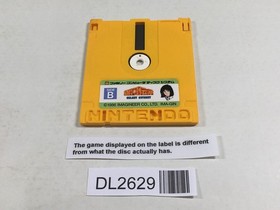 SIDE
B
©1986 IMAGINEER CO., LTD. IMA-GIN
NINTENDO
The game displayed on the label is different
from what the disc actually has.
DL2629